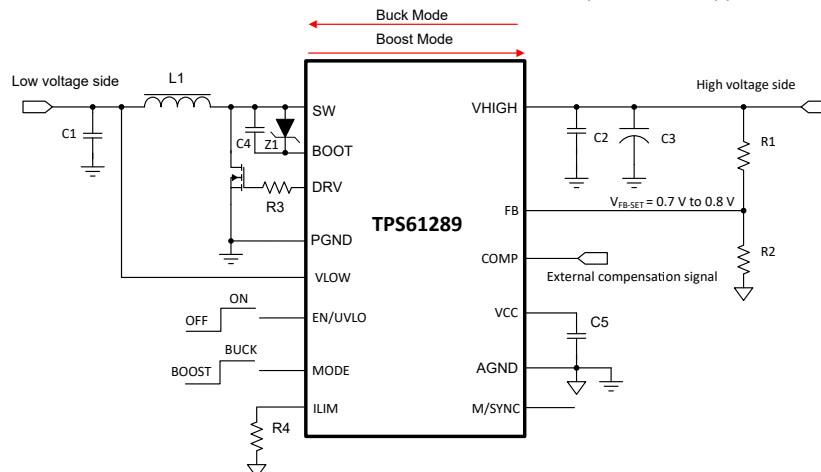 Buck Mode
Boost Mode
Low voltage side
L1
High voltage side
SW
VHIGH
C1
C4
Z1
C2
C3
R1
BOOT
DRV
R3
TPS61289
FB
VFB-SET = 0.7 V to 0.8 V
PGND
COMP
R2
VLOW
External compensation signal
ON
OFF
EN/UVLO
VCC
C5
BUCK
BOOST
MODE
AGND
ILIM
M/SYNC
R4